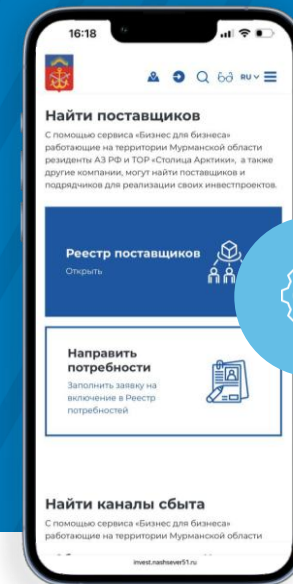 16:18
RU
Найти поставщиков
С помощью сервиса «Бизнес для бизнеса»
работающие на территории Мурманской области
резиденты АЗ РФ и ТОР «Столица Арктики», а также
другие компании, могут найти поставщиков и
подрядчиков для реализации своих инвестпроектов.
Реестр поставщиков
Открыть
Направить
потребности
Заполнить заявку на
включение в Реестр
потребностей
Найти каналы сбыта
С помощью сервиса «Бизнес для бизнеса»
работающие на территории Мурманской области
invest.nashsever51.ru